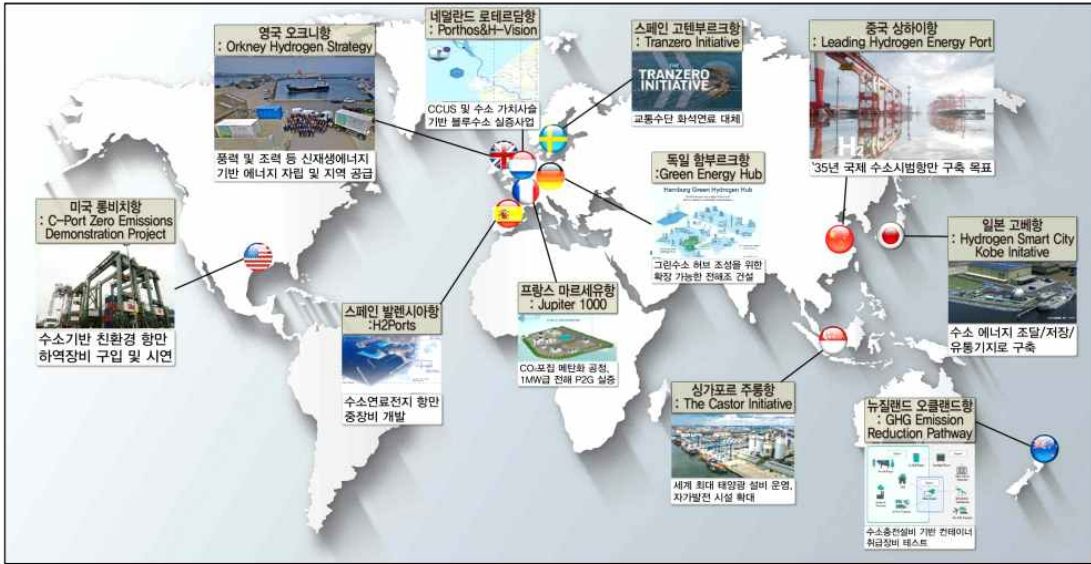 영국 오크니항
: Orkney Hydrogen Strategy
풍력 및 조력 등 신재생에너지
기반 에너지 자립 및 지역 공급
네덜란드 로테르담항
: Porthos&H-Vision
CCUS 및 수소 가치사슬
기반 블루수소 실증사업
스페인 고텐부르크항
: Tranzero Initiative
THE
TRANZERO
INITIATIVE
교통수단 화석연료 대체
중국 상하이항
: Leading Hydrogen Energy Port
H2
'35년 국제 수소시범항만 구축 목표
독일 함부르크항
:Green Energy Hub
Hamburg Green Hydrogen Hub
그린수소 허브 조성을 위한
확장 가능한 전해조 건설
미국 롱비치항
: C-Port Zero Emissions
Demonstration Project
수소기반 친환경 항만
하역장비 구입 및 시연
일본 고베항
: Hydrogen Smart City
Kobe Initative
수소 에너지 조달/저장/
유통기지로 구축
스페인 발렌시아항
:H2Ports
수소연료전지 항만
중장비 개발
프랑스 마르세유항
: Jupiter 1000
CO₂포집 메탄화 공정,
1MW급 전해 P2G 실증
싱가포르 주롱항
: The Castor Initiative
세계 최대 태양광 설비 운영,
자가발전 시설 확대
뉴질랜드 오클랜드항
: GHG Emission
Reduction Pathway
수소충전설비 기반 컨테이너
취급장비 테스트